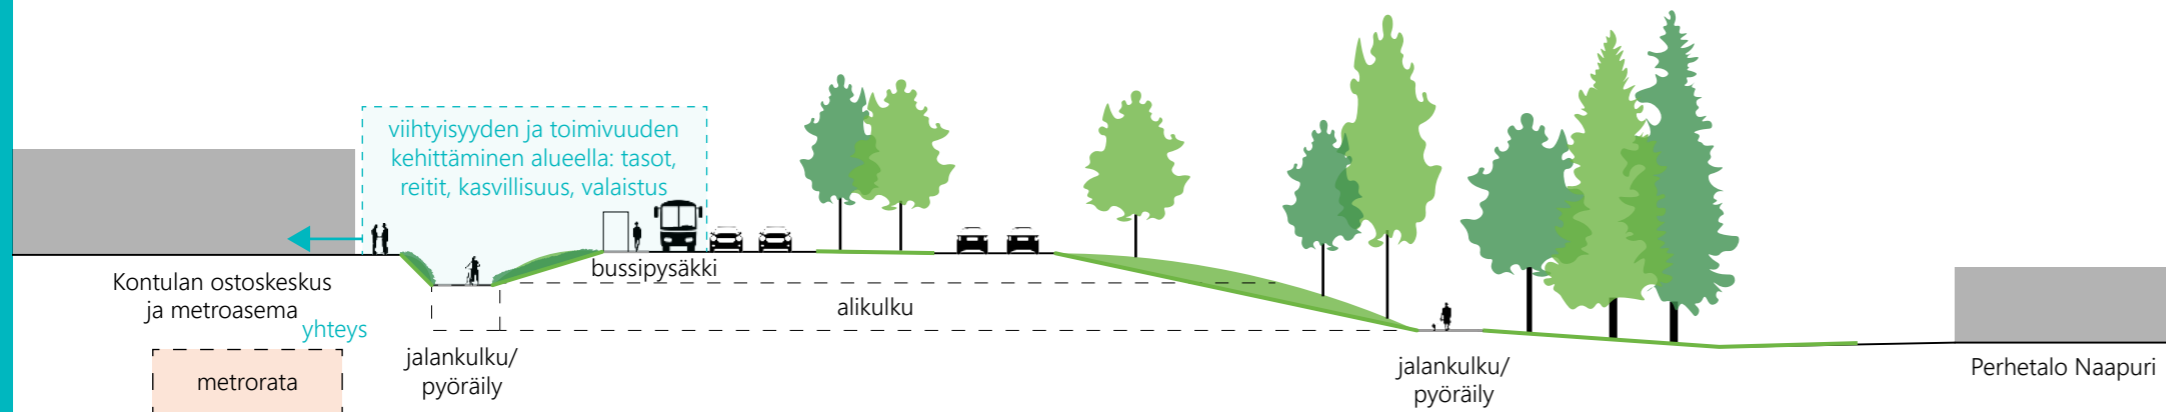 viihtyisyyden ja toimivuuden
kehittäminen alueella: tasot,
reitit, kasvillisuus, valaistus
bussipysäkki
Kontulan ostoskeskus
ja metroasema
yhteys
metrorata
alikulku
jalankulku/
pyöräily
jalankulku/
pyöräily
Perhetalo Naapuri